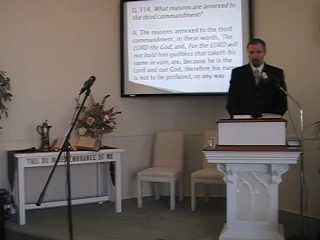 Q. 114. What reasons are annexed to
the third commandment?
A. The reasons annexed to the third
commandment, in these words, The
LORD thy God, and, For the LORD will
not hold him guiltless that taketh his
name in vain, are, because he is the
Lord and our God, therefore his name
is not to be profaned, or any way
THIS DO IN REMEMBRANCE OF ME